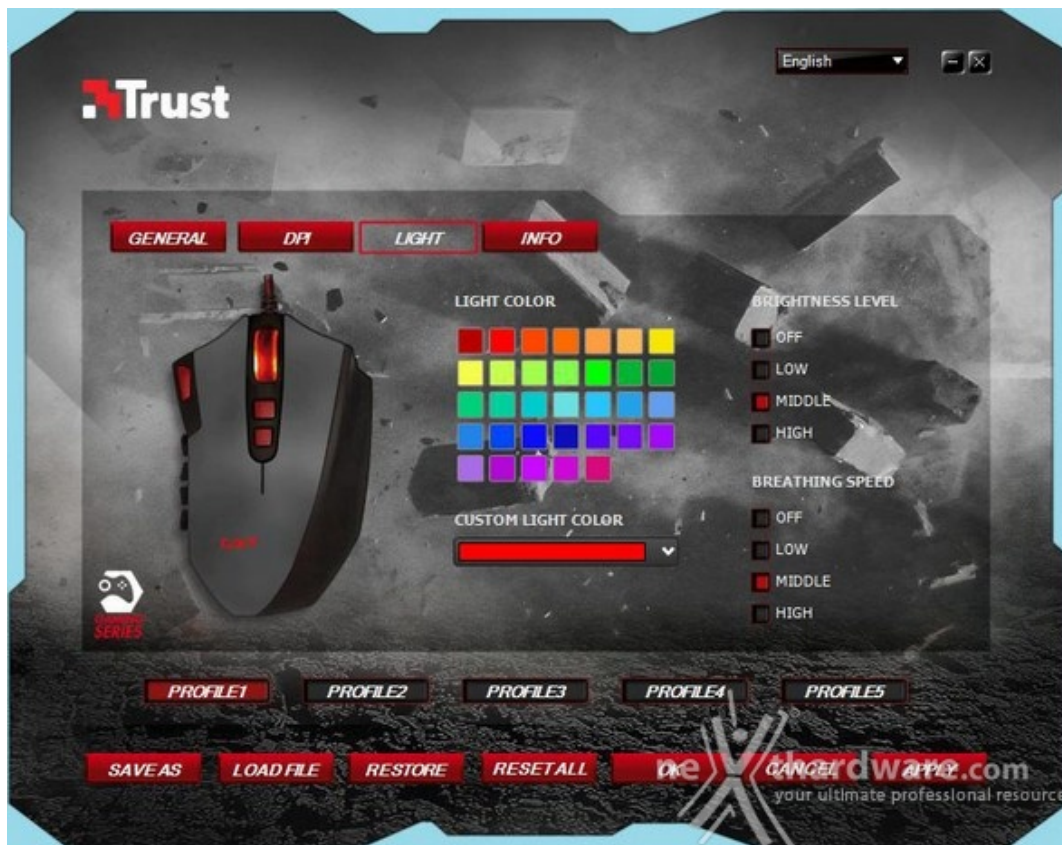 English
Trust
GENERAL DPI LIGHT INFO
LIGHT COLOR
BRIGHTNESS LEVEL
OFF
LOW
MIDDLE
HIGH
BREATHING SPEED
OFF
LOW
MIDDLE
HIGH
CUSTOM LIGHT COLOR
SERIES
PROFILE1 PROFILE2 PROFILE3 PROFILE4 PROFILE5
SAVE AS LOAD FILE RESTORE RESET ALL OK CANCEL APPLY
nexthardware.com
your ultimate professional resource